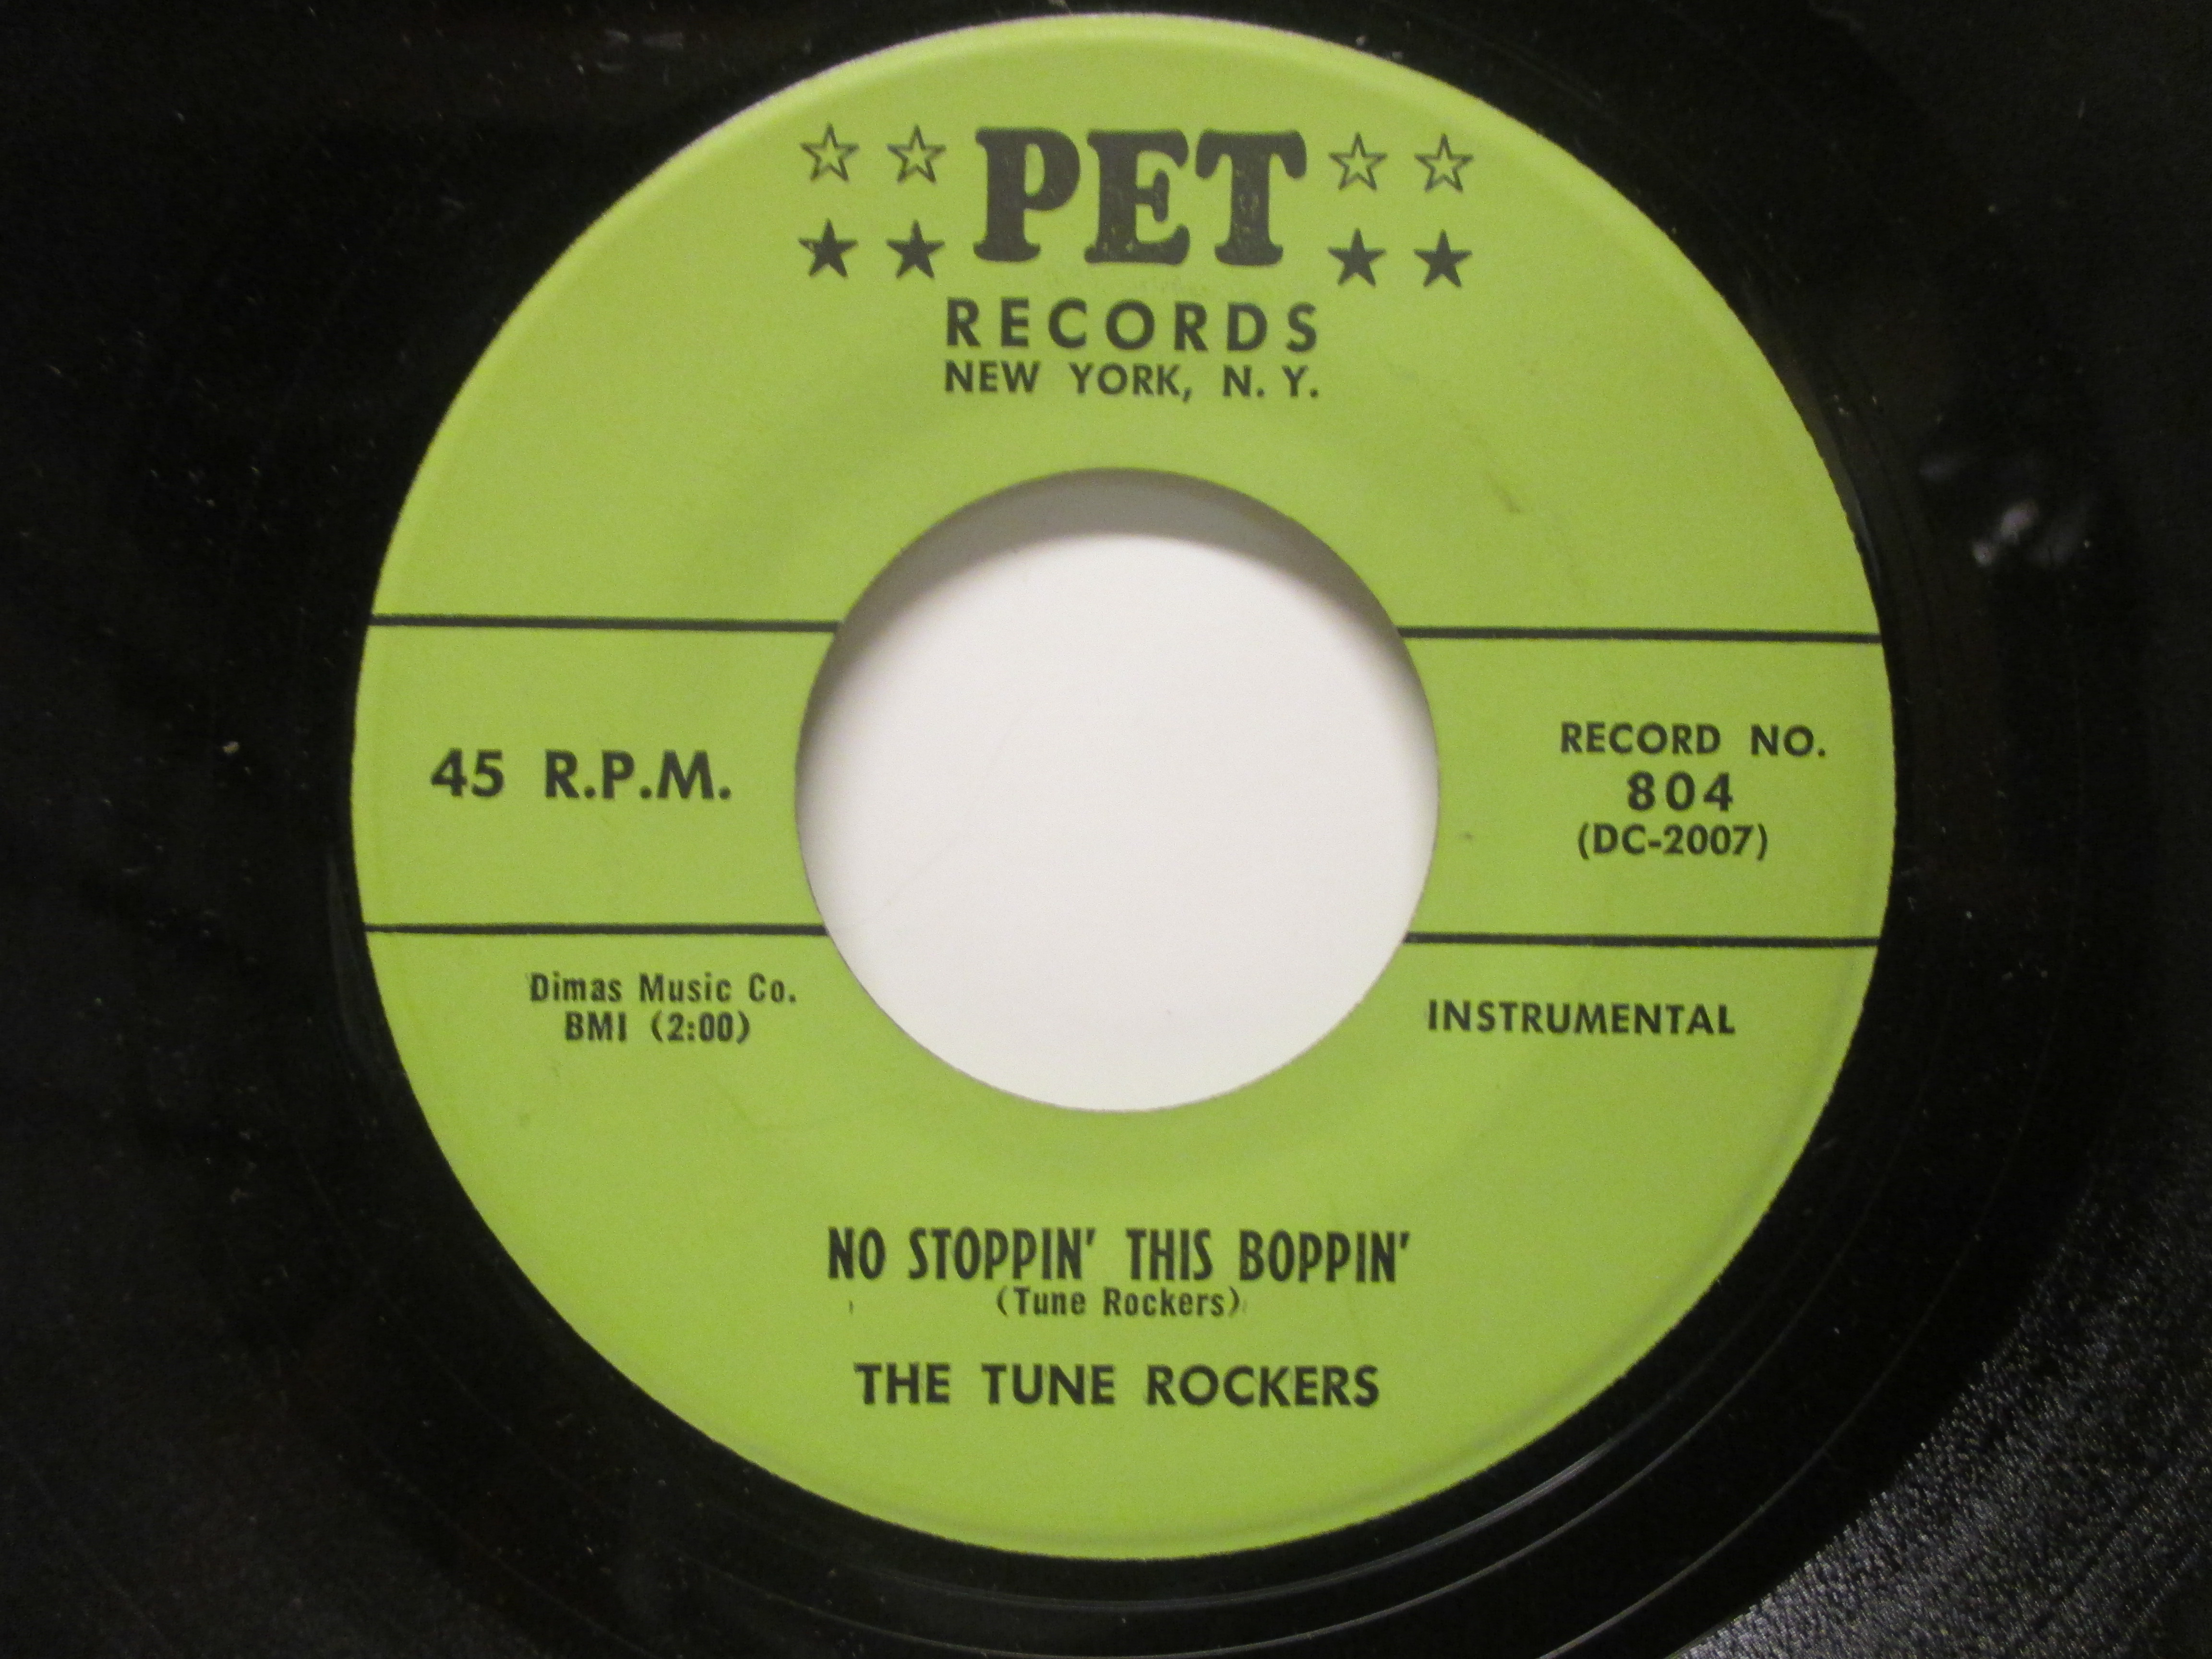 PET
RECORDS
NEW YORK, N. Y.
45 R.P.M.
RECORD NO.
804
(DC-2007)
Dimas Music Co.
BMI (2:00)
INSTRUMENTAL
NO STOPPIN' THIS BOPPIN'
(Tune Rockers)
THE TUNE ROCKERS